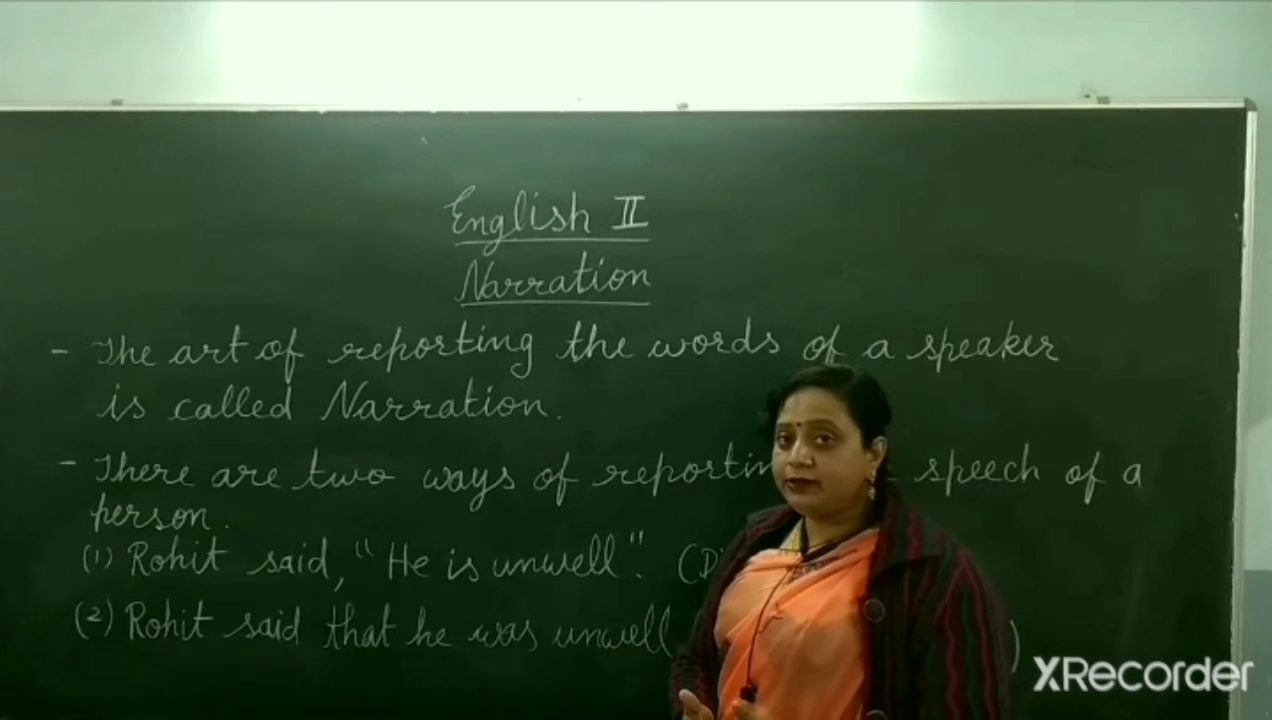 English II
Narration
- The art of reporting the words of a speaker
is called Narration.
- There are two ways of reportin speech of a
person.
(1) Rohit said, "He is unwell". (D
(2) Rohit said that he was unwell )
XRecorder